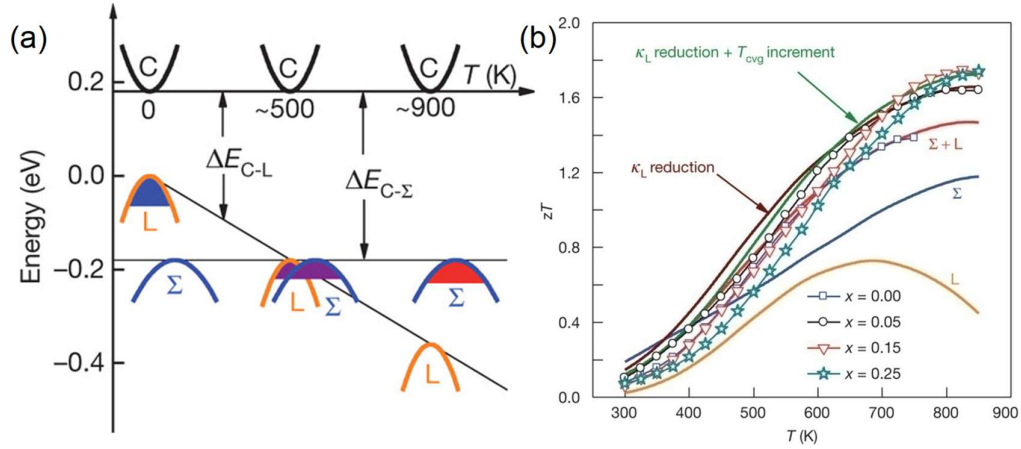 (a)
C
C
C
T (K)
0
~500
~900
0.2
0.0
−0.2
−0.4
Energy (eV)
ΔE_C-L
ΔE_C-Σ
L
Σ
L
Σ
Σ
L
(b)
2.0
1.6
1.2
0.8
0.4
0.0
zT
κ_L reduction + T_cvg increment
κ_L reduction
Σ + L
Σ
L
x = 0.00
x = 0.05
x = 0.15
x = 0.25
300
400
500
600
700
800
900
T (K)